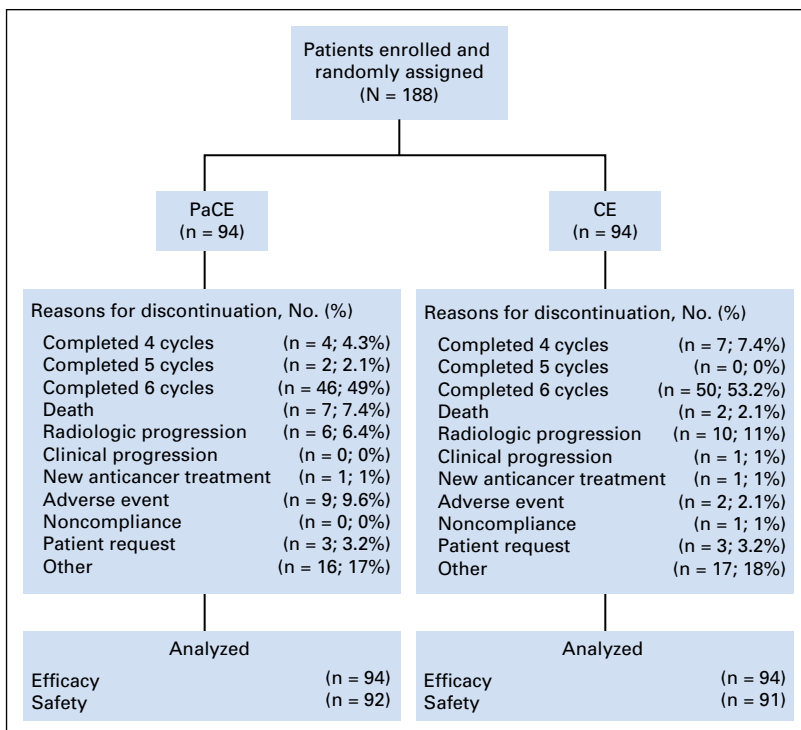 Patients enrolled and
randomly assigned
(N = 188)
PaCE
(n = 94)
CE
(n = 94)
Reasons for discontinuation, No. (%)
Completed 4 cycles (n = 4; 4.3%)
Completed 5 cycles (n = 2; 2.1%)
Completed 6 cycles (n = 46; 49%)
Death (n = 7; 7.4%)
Radiologic progression (n = 6; 6.4%)
Clinical progression (n = 0; 0%)
New anticancer treatment (n = 1; 1%)
Adverse event (n = 9; 9.6%)
Noncompliance (n = 0; 0%)
Patient request (n = 3; 3.2%)
Other (n = 16; 17%)
Reasons for discontinuation, No. (%)
Completed 4 cycles (n = 7; 7.4%)
Completed 5 cycles (n = 0; 0%)
Completed 6 cycles (n = 50; 53.2%)
Death (n = 2; 2.1%)
Radiologic progression (n = 10; 11%)
Clinical progression (n = 1; 1%)
New anticancer treatment (n = 1; 1%)
Adverse event (n = 2; 2.1%)
Noncompliance (n = 1; 1%)
Patient request (n = 3; 3.2%)
Other (n = 17; 18%)
Analyzed
Efficacy (n = 94)
Safety (n = 92)
Analyzed
Efficacy (n = 94)
Safety (n = 91)